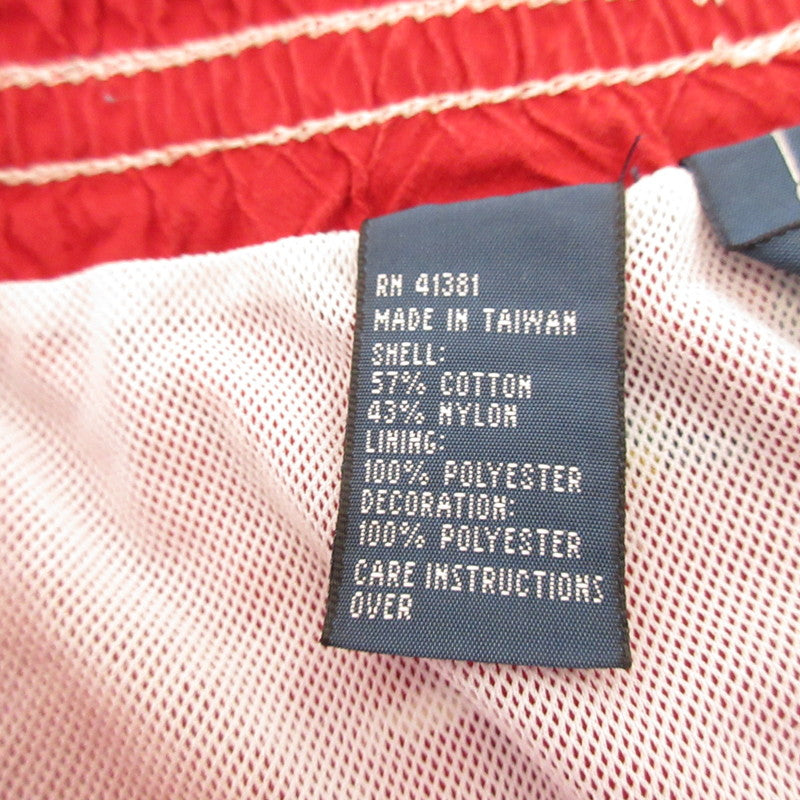 RN 41381
MADE IN TAIWAN
SHELL:
57% COTTON
43% NYLON
LINING:
100% POLYESTER
DECORATION:
100% POLYESTER
CARE INSTRUCTIONS
OVER